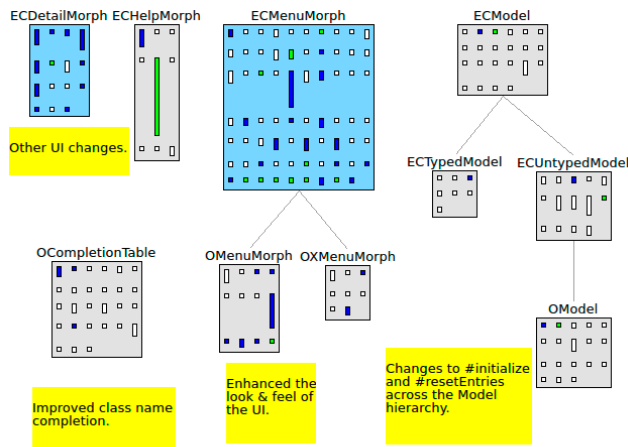 ECDetailMorph
ECHelpMorph
ECMenuMorph
ECModel
Other UI changes.
ECTypedModel
ECUntypedModel
OCompletionTable
OMenuMorph
OXMenuMorph
OModel
Improved class name
completion.
Enhanced the
look & feel of
the UI.
Changes to #initialize
and #resetEntries
across the Model
hierarchy.